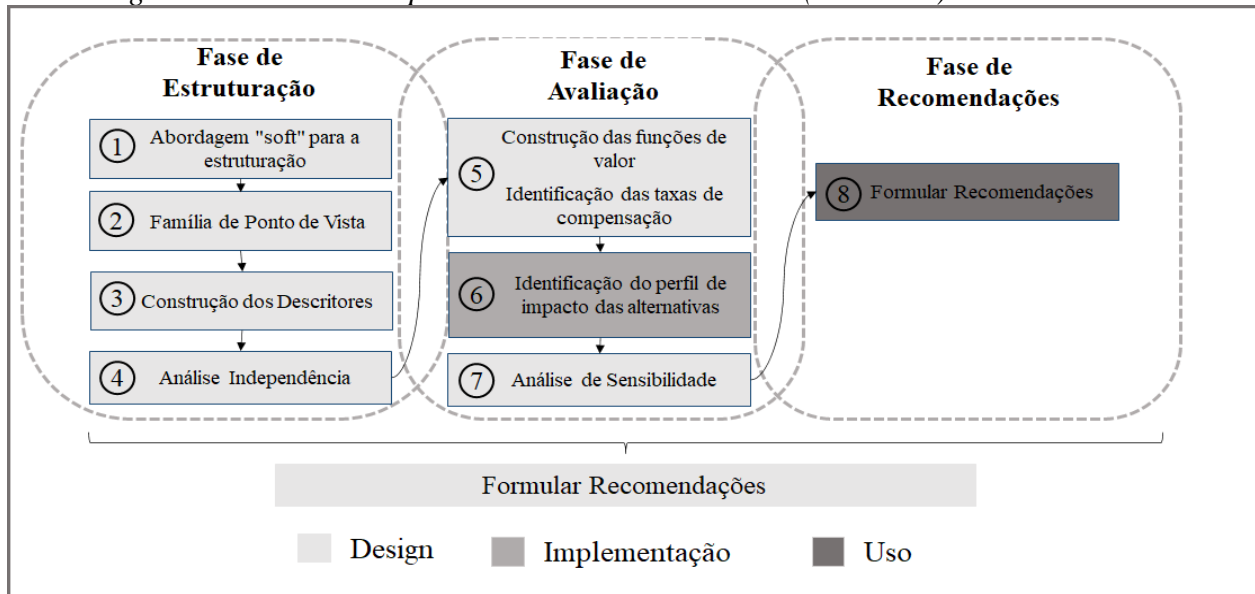 Fase de
Estruturação
1
Abordagem "soft" para a
estruturação
2
Família de Ponto de Vista
3
Construção dos Descritores
4
Análise Independência
Fase de
Avaliação
5
Construção das funções de
valor
Identificação das taxas de
compensação
6
Identificação do perfil de
impacto das alternativas
7
Análise de Sensibilidade
Fase de
Recomendações
8
Formular Recomendações
Formular Recomendações
Design
Implementação
Uso